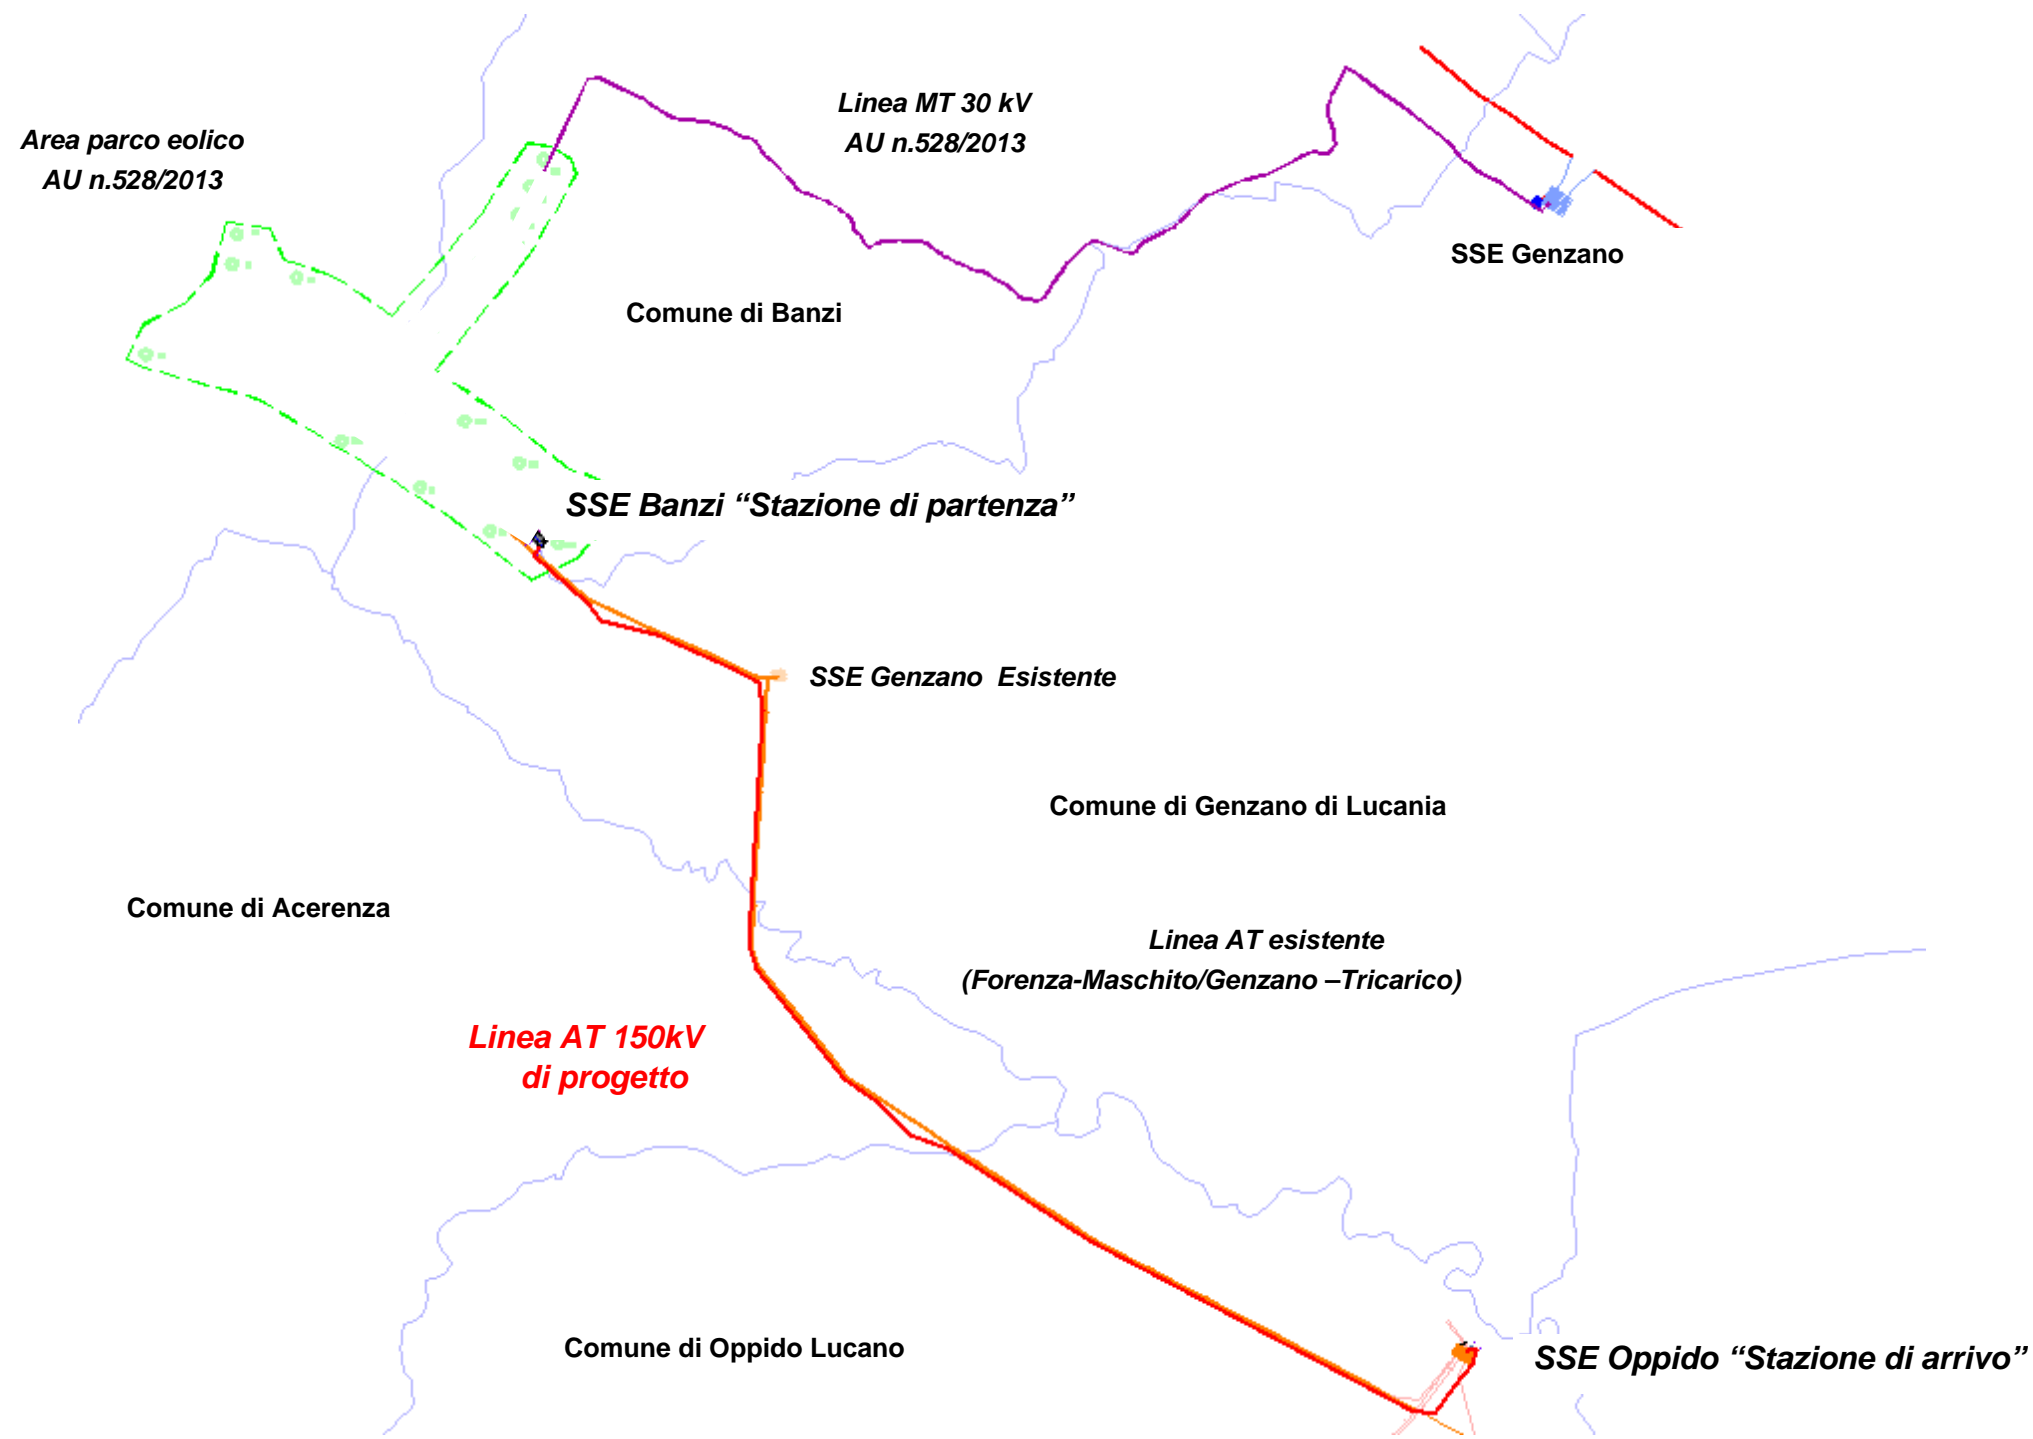 Linea MT 30 kV
AU n.528/2013
Area parco eolico
AU n.528/2013
SSE Genzano
Comune di Banzi
SSE Banzi “Stazione di partenza”
SSE Genzano Esistente
Comune di Genzano di Lucania
Comune di Acerenza
Linea AT esistente
(Forenza-Maschito/Genzano –Tricarico)
Linea AT 150kV
di progetto
Comune di Oppido Lucano
SSE Oppido “Stazione di arrivo”